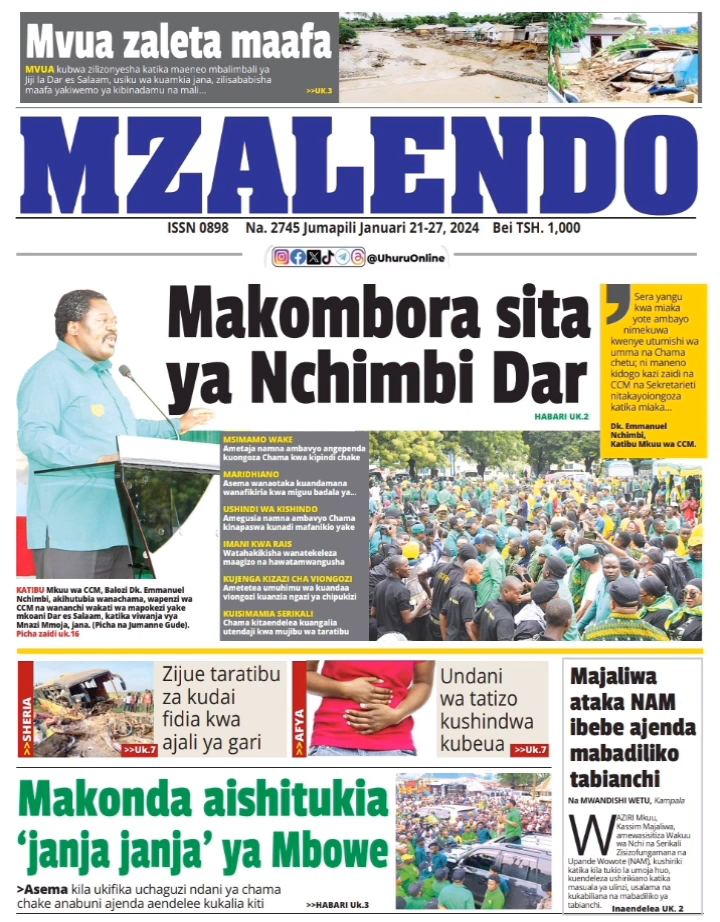 Mvua zaleta maafa
MVUA kubwa zilizonyesha katika maeneo mbalimbali ya
Jiji la Dar es Salaam, usiku wa kuamkia jana, zilisababisha
maafa yakiwemo ya kibinadamu na mali...
>>UK.3
MZALENDO
ISSN 0898 Na. 2745 Jumapili Januari 21-27, 2024 Bei TSH. 1,000
@UhuruOnline
Makombora sita
ya Nchimbi Dar
HABARI UK.2
Sera yangu
kwa miaka
yote ambayo
nimekuwa
kwenye utumishi wa
umma na Chama
chetu; ni maneno
kidogo kazi zaidi na
CCM na Sekretarieti
nitakayoiongoza
katika miaka...
Dk. Emmanuel
Nchimbi,
Katibu Mkuu wa CCM.
MSIMAMO WAKE
Ametaja namna ambavyo angependa
kuongoza Chama kwa kipindi chake
MARIDHIANO
Asema wanaotaka kuandamana
wanafikiria kwa miguu badala ya...
USHINDI WA KISHINDO
Amegusia namna ambavyo Chama
kinapaswa kunadi mafanikio yake
IMANI KWA RAIS
Watahakikisha wanatekeleza
maagizo na hawatamwangusha
KUJENGA KIZAZI CHA VIONGOZI
Ametetea umuhimu wa kuandaa
viongozi kuanzia ngazi ya chipukizi
KUISIMAMIA SERIKALI
Chama kitaendelea kuangalia
utendaji kwa mujibu wa taratibu
KATIBU Mkuu wa CCM, Balozi Dk. Emmanuel
Nchimbi, akihutubia wanachama, wapenzi wa
CCM na wananchi wakati wa mapokezi yake
mkoani Dar es Salaam, katika viwanja vya
Mnazi Mmoja, jana. (Picha na Jumanne Gude).
Picha zaidi uk.16
>>SHERIA
Zijue taratibu
za kudai
fidia kwa
ajali ya gari
>>Uk.7
>>AFYA
Undani
wa tatizo
kushindwa
kubeua
>>Uk.7
Majaliwa
ataka NAM
ibebe ajenda
mabadiliko
tabianchi
Na MWANDISHI WETU, Kampala
WAZIRI Mkuu,
Kassim Majaliwa,
amewasisitiza Wakuu
wa Nchi na Serikali
Zisizofungamana na
Upande Wowote (NAM), kushiriki
katika kila tukio la umoja huo,
kuendeleza ushirikiano katika
masuala ya ulinzi, usalama na
kukabiliana na mabadiliko ya
tabianchi.
Inaendelea UK. 2
Makonda aishitukia
‘janja janja’ ya Mbowe
>Asema kila ukifika uchaguzi ndani ya chama
chake anabuni ajenda aendelee kukalia kiti
>>HABARI Uk.3